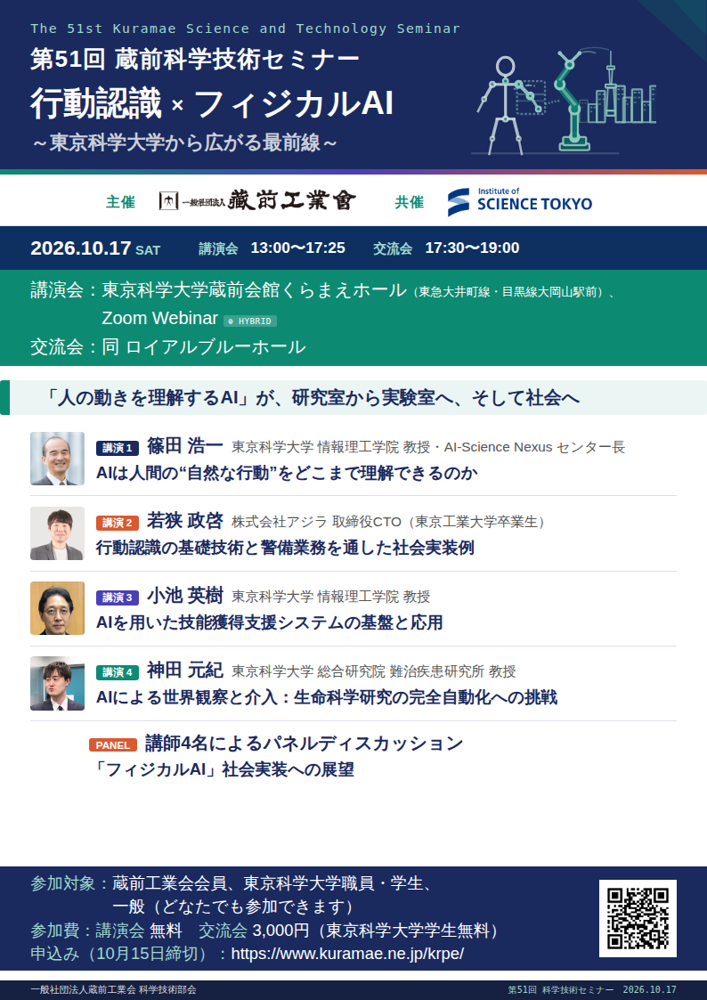 The 51st Kuramae Science and Technology Seminar
第51回 蔵前科学技術セミナー
行動認識 × フィジカルAI
～東京科学大学から広がる最前線～
主催 一般社団法人 蔵前工業會 共催 Institute of SCIENCE TOKYO
2026.10.17 SAT 講演会 13:00〜17:25 交流会 17:30〜19:00
講演会：東京科学大学蔵前会館くらまえホール（東急大井町線・目黒線大岡山駅前）、
Zoom Webinar ⊕ HYBRID
交流会：同 ロイヤルブルーホール
「人の動きを理解するAI」が、研究室から実験室へ、そして社会へ
講演 1 篠田 浩一 東京科学大学 情報理工学院 教授・AI-Science Nexus センター長
AIは人間の“自然な行動”をどこまで理解できるのか
講演 2 若狭 政啓 株式会社アジラ 取締役CTO（東京工業大学卒業生）
行動認識の基礎技術と警備業務を通した社会実装例
講演 3 小池 英樹 東京科学大学 情報理工学院 教授
AIを用いた技能獲得支援システムの基盤と応用
講演 4 神田 元紀 東京科学大学 総合研究院 難治疾患研究所 教授
AIによる世界観察と介入：生命科学研究の完全自動化への挑戦
PANEL 講師4名によるパネルディスカッション
「フィジカルAI」社会実装への展望
参加対象：蔵前工業会会員、東京科学大学職員・学生、
一般（どなたでも参加できます）
参加費：講演会 無料 交流会 3,000円（東京科学大学学生無料）
申込み（10月15日締切）：https://www.kuramae.ne.jp/krpe/
一般社団法人蔵前工業会 科学技術部会 第51回 科学技術セミナー 2026.10.17